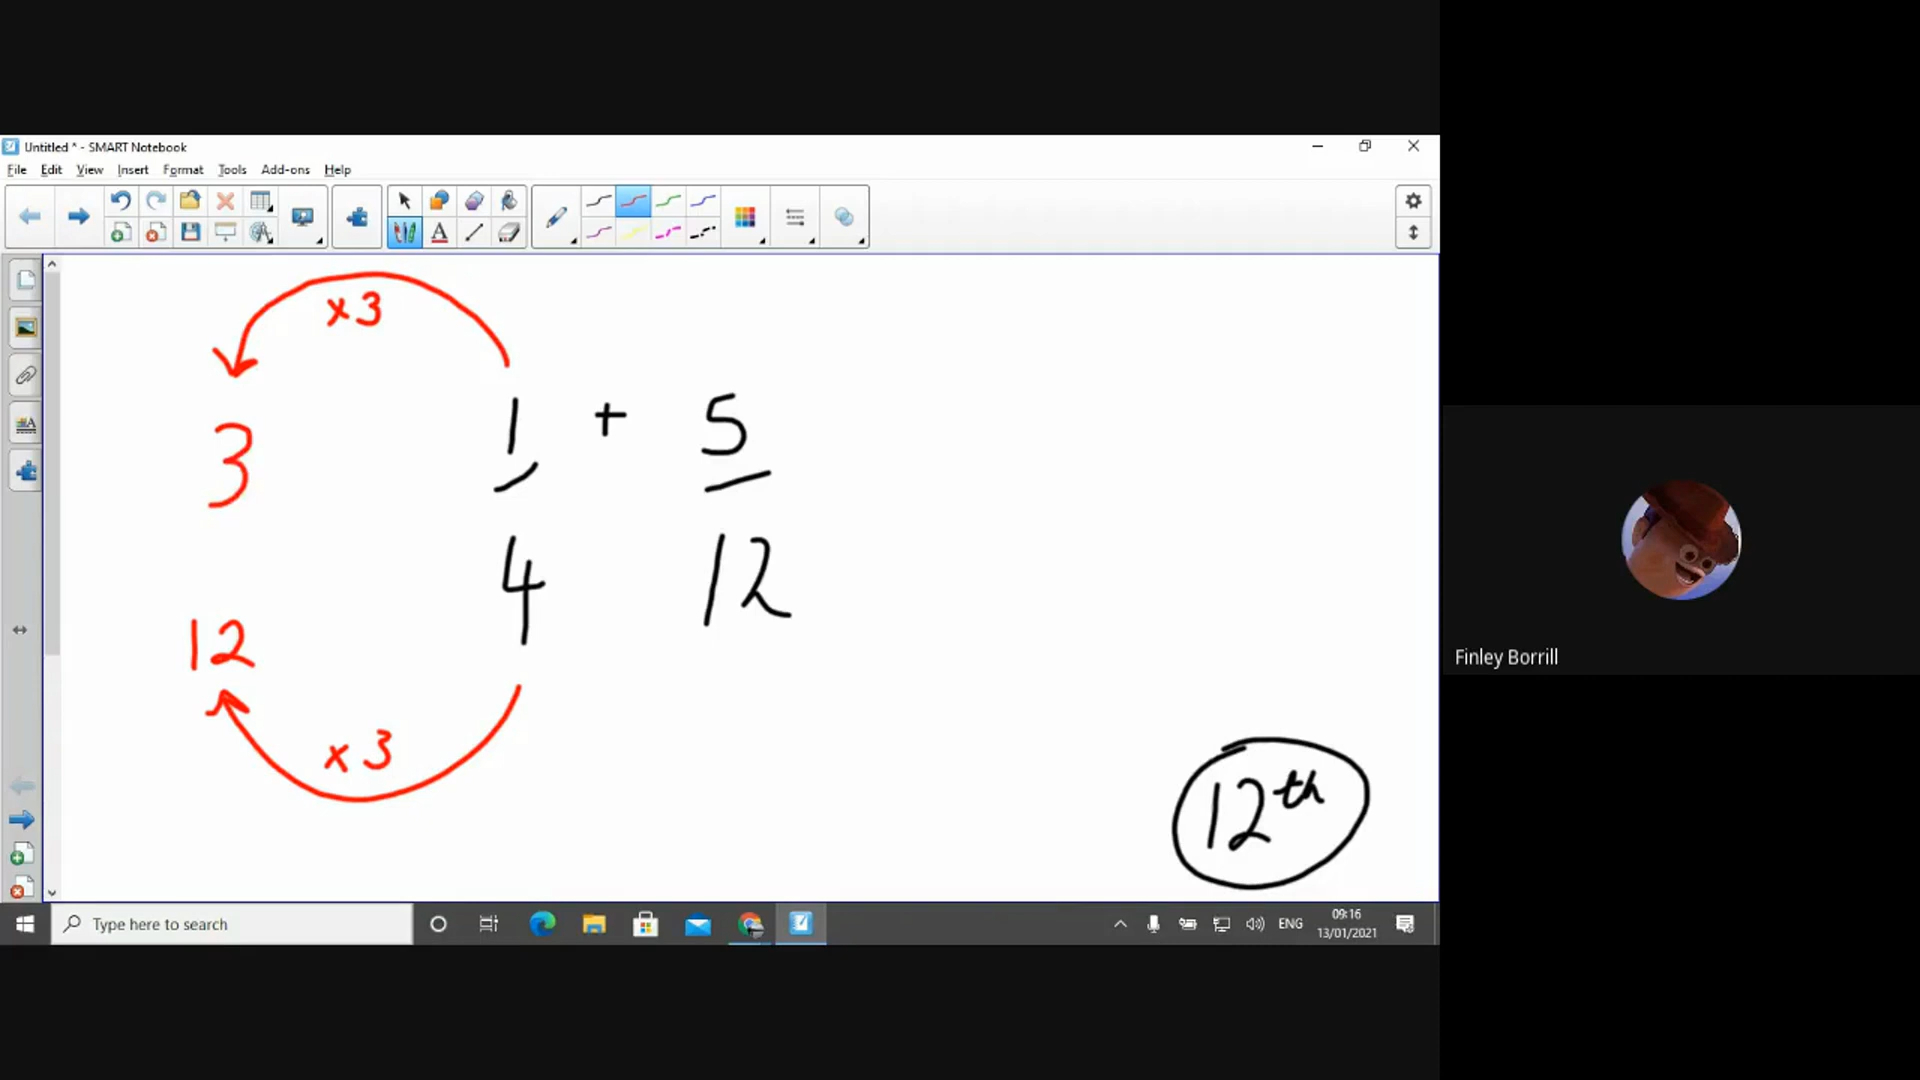 Untitled * - SMART Notebook
File Edit View Insert Format Tools Add-ons Help
x3
3 1 + 5
12 4 12
x3
12th
Finley Borrill
Type here to search
ENG
09:16
13/01/2021